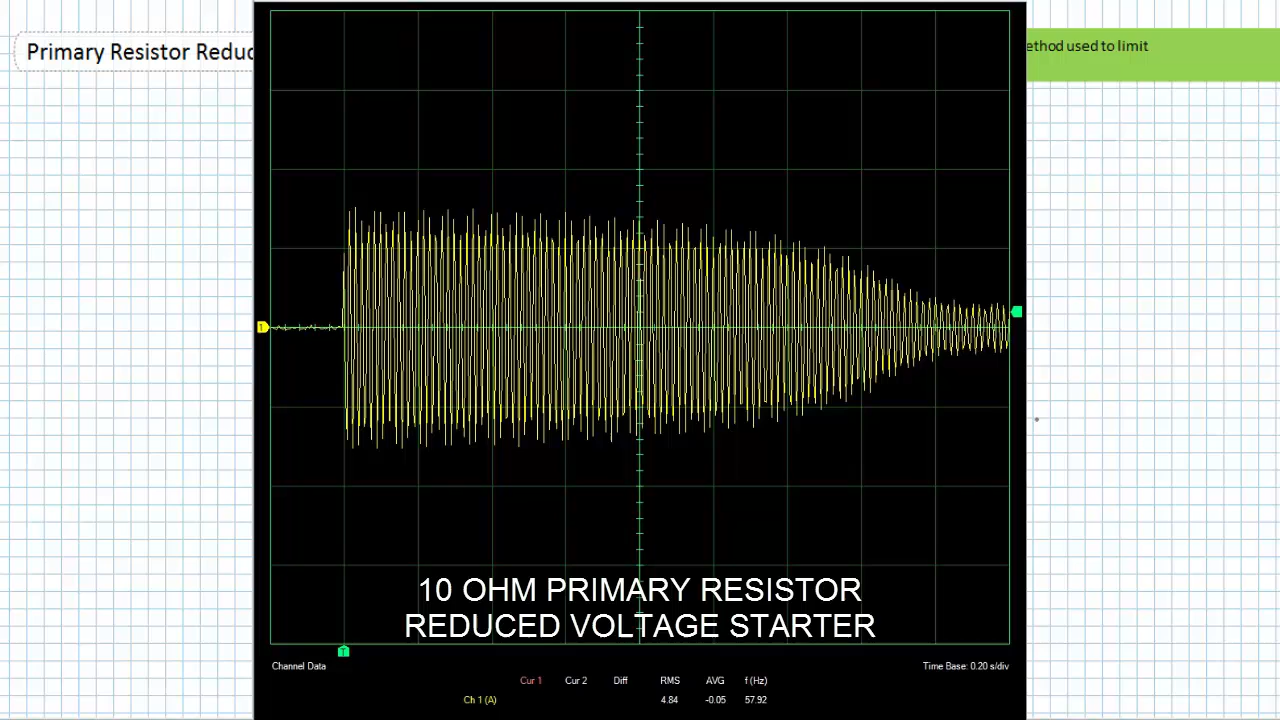 Primary Resistor Reduc
ethod used to limit
1
10 OHM PRIMARY RESISTOR
REDUCED VOLTAGE STARTER
T
Channel Data
Time Base: 0.20 s/div
Cur 1 Cur 2 Diff RMS AVG f (Hz)
Ch 1 (A) 4.84 -0.05 57.92